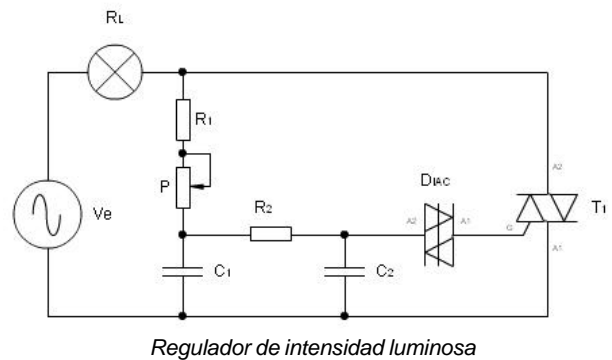 RL
R1
P
DIAC
A2
Ve
R2
A2
A1
T1
G
A1
C1
C2
Regulador de intensidad luminosa